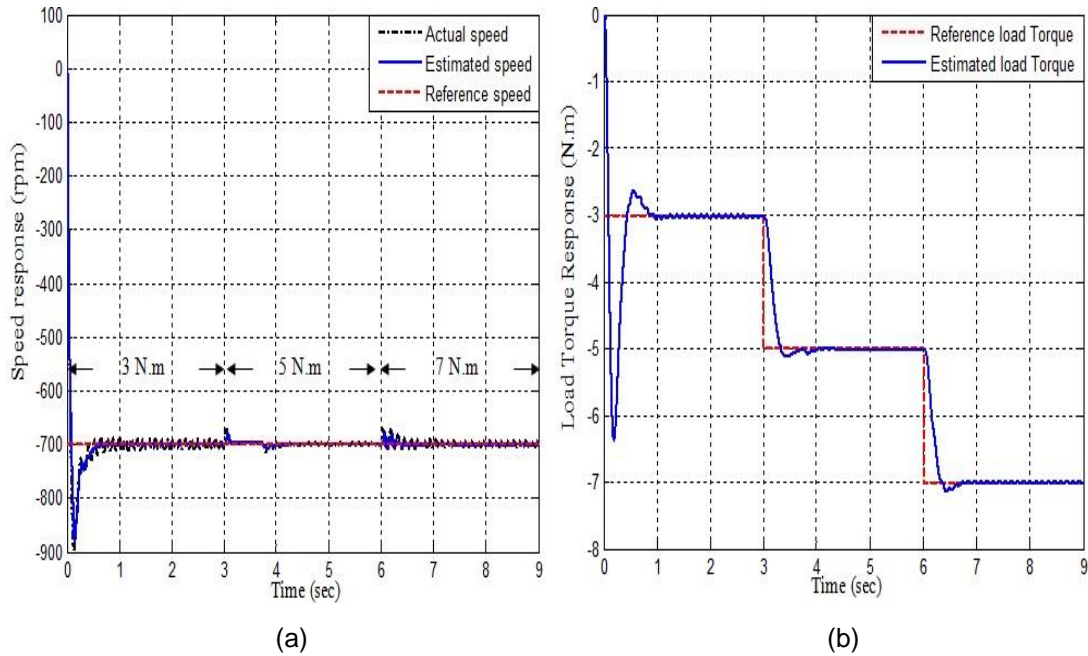 Speed response (rpm)
100
0
-100
-200
-300
-400
-500
-600
-700
-800
-900
Actual speed
Estimated speed
Reference speed
3 N.m
5 N.m
7 N.m
0 1 2 3 4 5 6 7 8 9
Time (sec)
(a)
Load Torque Response (N.m)
0
-1
-2
-3
-4
-5
-6
-7
-8
Reference load Torque
Estimated load Torque
0 1 2 3 4 5 6 7 8 9
Time (sec)
(b)